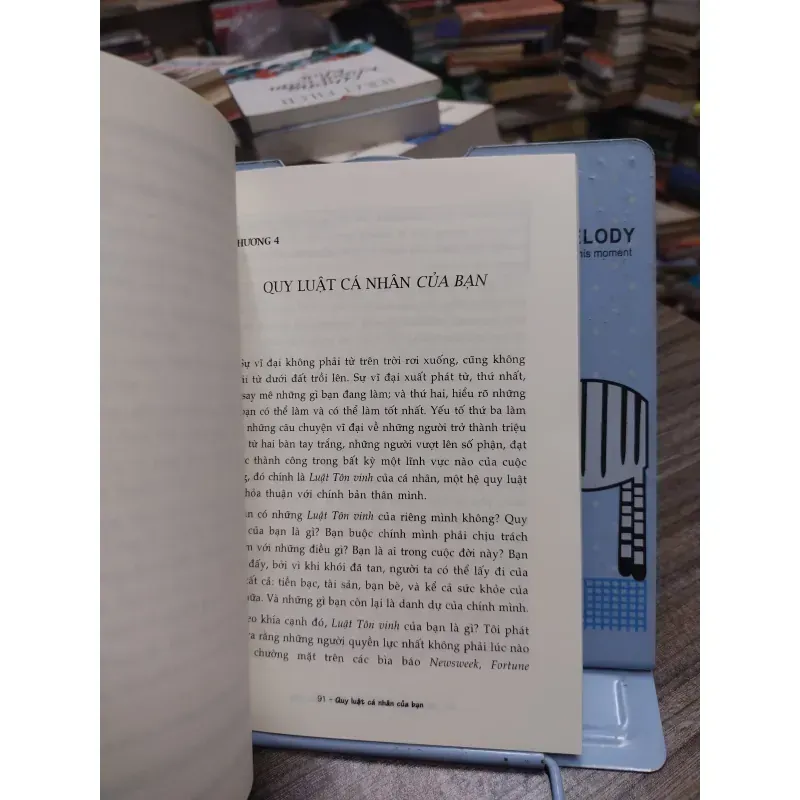 HƯƠNG 4
QUY LUẬT CÁ NHÂN CỦA BẠN
Sự vĩ đại không phải từ trên trời rơi xuống, cũng không
ải từ dưới đất trồi lên. Sự vĩ đại xuất phát từ, thứ nhất,
say mê những gì bạn đang làm; và thứ hai, hiểu rõ những
bạn có thể làm và có thể làm tốt nhất. Yếu tố thứ ba làm
những câu chuyện vĩ đại về những người trở thành triệu
từ hai bàn tay trắng, những người vượt lên số phận, đạt
ợc thành công trong bất kỳ một lĩnh vực nào của cuộc
g, đó chính là Luật Tôn vinh của cá nhân, một hệ quy luật
hỏa thuận với chính bản thân mình.
ạn có những Luật Tôn vinh của riêng mình không? Quy
của bạn là gì? Bạn buộc chính mình phải chịu trách
m với những điều gì? Bạn là ai trong cuộc đời này? Bạn
đấy, bởi vì khi khói đã tan, người ta có thể lấy đi của
tất cả: tiền bạc, tài sản, bạn bè, và kể cả sức khỏe của
nữa. Và những gì bạn còn lại là danh dự của chính mình.
eo khía cạnh đó, Luật Tôn vinh của bạn là gì? Tôi phát
ra rằng những người quyền lực nhất không phải lúc nào
chường mặt trên các bìa báo Newsweek, Fortune
91 - Quy luật cá nhân của bạn
ELODY
his moment